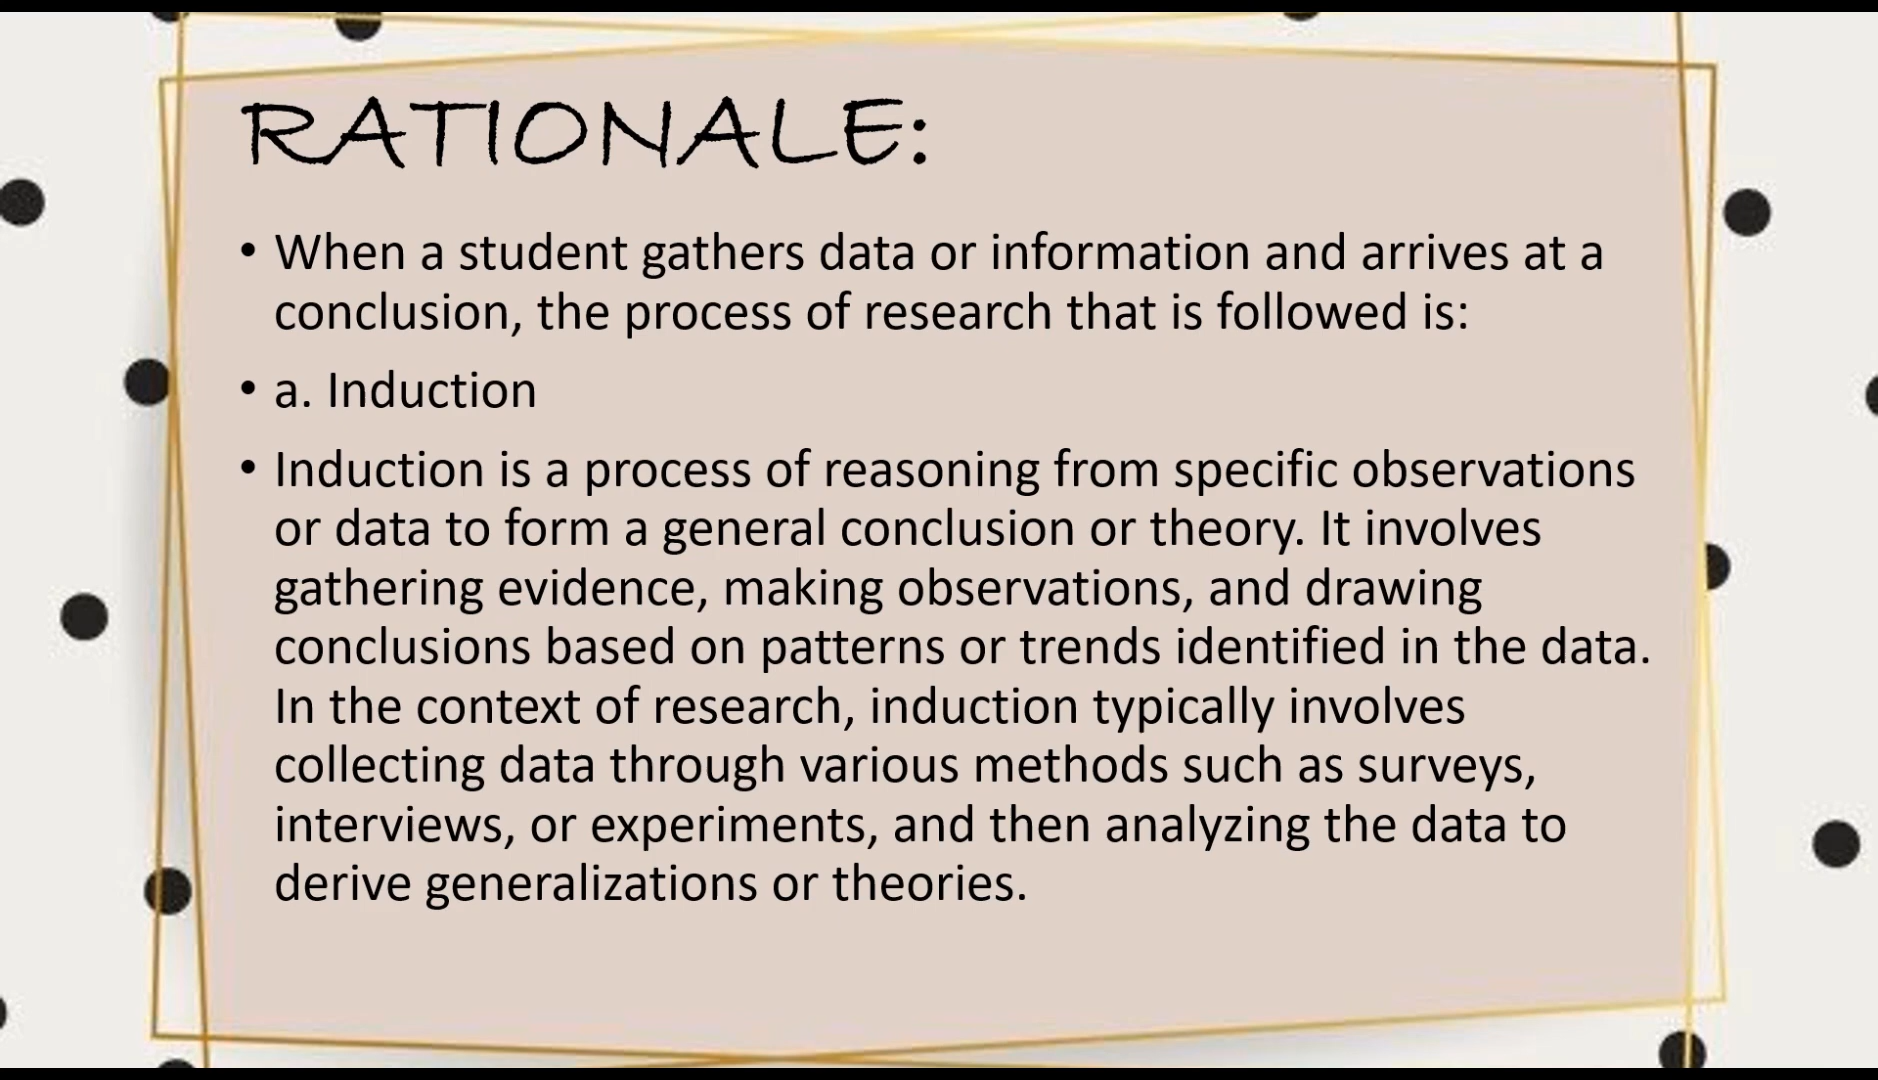 RATIONALE:
• When a student gathers data or information and arrives at a
conclusion, the process of research that is followed is:
• a. Induction
• Induction is a process of reasoning from specific observations
or data to form a general conclusion or theory. It involves
gathering evidence, making observations, and drawing
conclusions based on patterns or trends identified in the data.
In the context of research, induction typically involves
collecting data through various methods such as surveys,
interviews, or experiments, and then analyzing the data to
derive generalizations or theories.